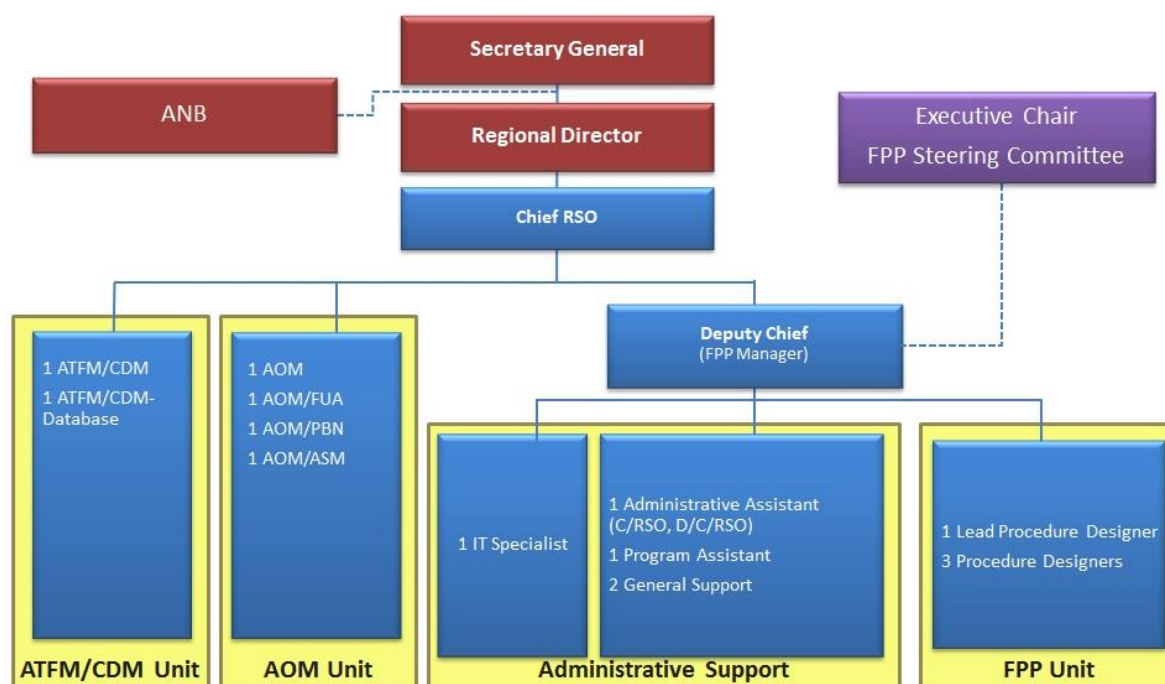 Secretary General
ANB
Regional Director
Executive Chair
FPP Steering Committee
Chief RSO
Deputy Chief
(FPP Manager)
1 ATFM/CDM
1 ATFM/CDM-
Database
1 AOM
1 AOM/FUA
1 AOM/PBN
1 AOM/ASM
1 IT Specialist
1 Administrative Assistant
(C/RSO, D/C/RSO)
1 Program Assistant
2 General Support
1 Lead Procedure Designer
3 Procedure Designers
ATFM/CDM Unit
AOM Unit
Administrative Support
FPP Unit